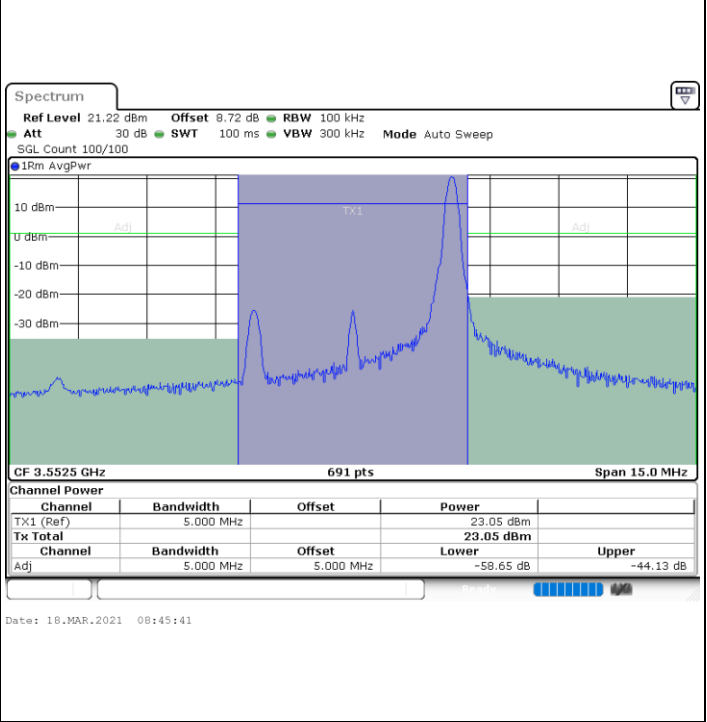 Spectrum
Ref Level 21.22 dBm Offset 8.72 dB RBW 100 kHz
Att 30 dB SWT 100 ms VBW 300 kHz Mode Auto Sweep
SGL Count 100/100
1Rm AvgPwr
10 dBm
TX1
Adj
Adj
0 dBm
-10 dBm
-20 dBm
-30 dBm
CF 3.5525 GHz 691 pts Span 15.0 MHz
Channel Power
Channel Bandwidth Offset Power
TX1 (Ref) 5.000 MHz 23.05 dBm
Tx Total 23.05 dBm
Channel Bandwidth Offset Lower Upper
Adj 5.000 MHz 5.000 MHz -58.65 dB -44.13 dB
Ready
Date: 18.MAR.2021 08:45:41